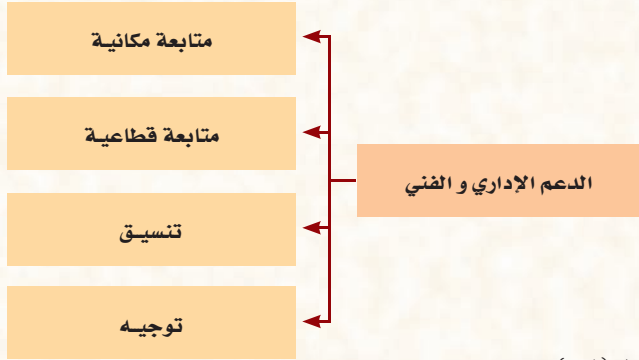 الدعم الإداري و الفني
متابعة مكانية
متابعة قطاعية
تنسيق
توجيه